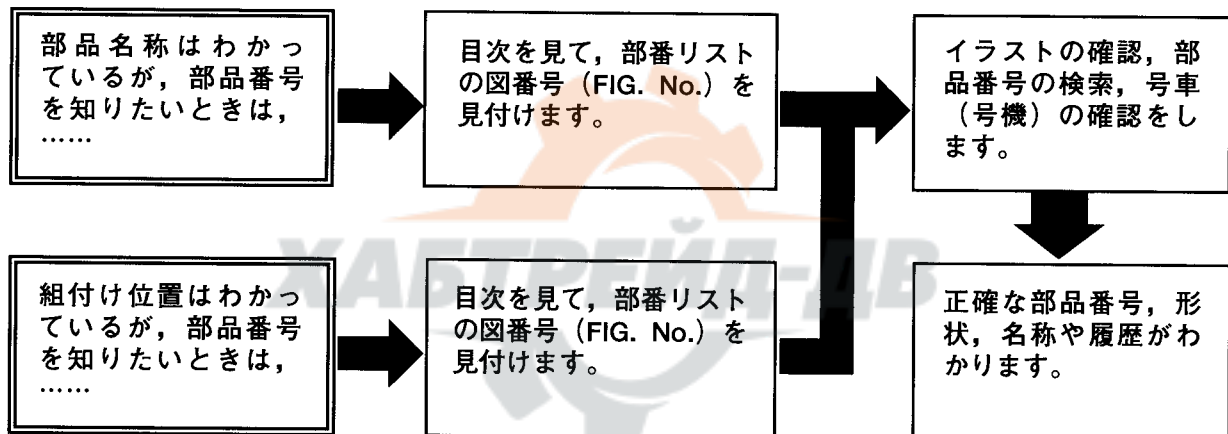 部品名称はわかっ
ているが，部品番号
を知りたいときは，
……
目次を見て，部番リスト
の図番号（FIG. No.）を
見付けます。
イラストの確認，部
品番号の検索，号車
（号機）の確認をし
ます。
組付け位置はわかっ
ているが，部品番号
を知りたいときは，
……
目次を見て，部番リスト
の図番号（FIG. No.）を
見付けます。
正確な部品番号，形
状，名称や履歴がわ
かります。
ХАБТРЕЙД-ДВ